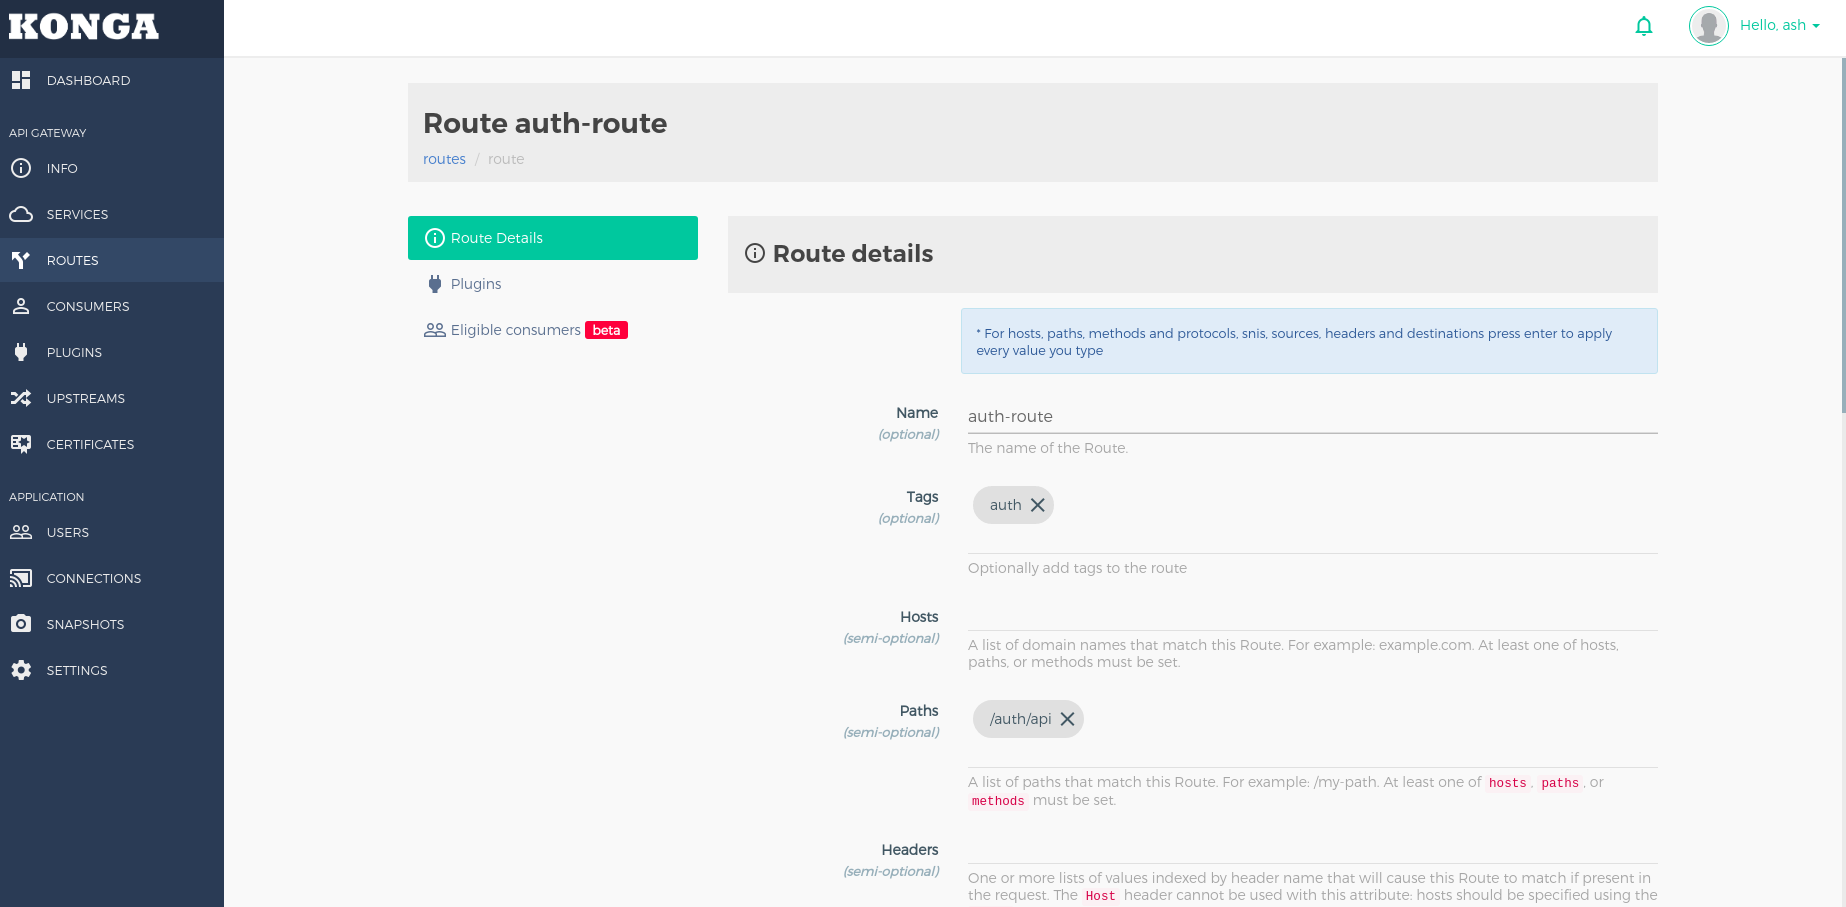 KONGA
Hello, ash
DASHBOARD
API GATEWAY
INFO
SERVICES
ROUTES
CONSUMERS
PLUGINS
UPSTREAMS
CERTIFICATES
APPLICATION
USERS
CONNECTIONS
SNAPSHOTS
SETTINGS
Route auth-route
routes / route
Route Details
Plugins
Eligible consumers beta
Route details
* For hosts, paths, methods and protocols, snis, sources, headers and destinations press enter to apply
every value you type
Name
(optional)
auth-route
The name of the Route.
Tags
(optional)
auth
Optionally add tags to the route
Hosts
(semi-optional)
A list of domain names that match this Route. For example: example.com. At least one of hosts,
paths, or methods must be set.
Paths
(semi-optional)
/auth/api
A list of paths that match this Route. For example: /my-path. At least one of hosts, paths, or
methods must be set.
Headers
(semi-optional)
One or more lists of values indexed by header name that will cause this Route to match if present in
the request. The Host header cannot be used with this attribute: hosts should be specified using the